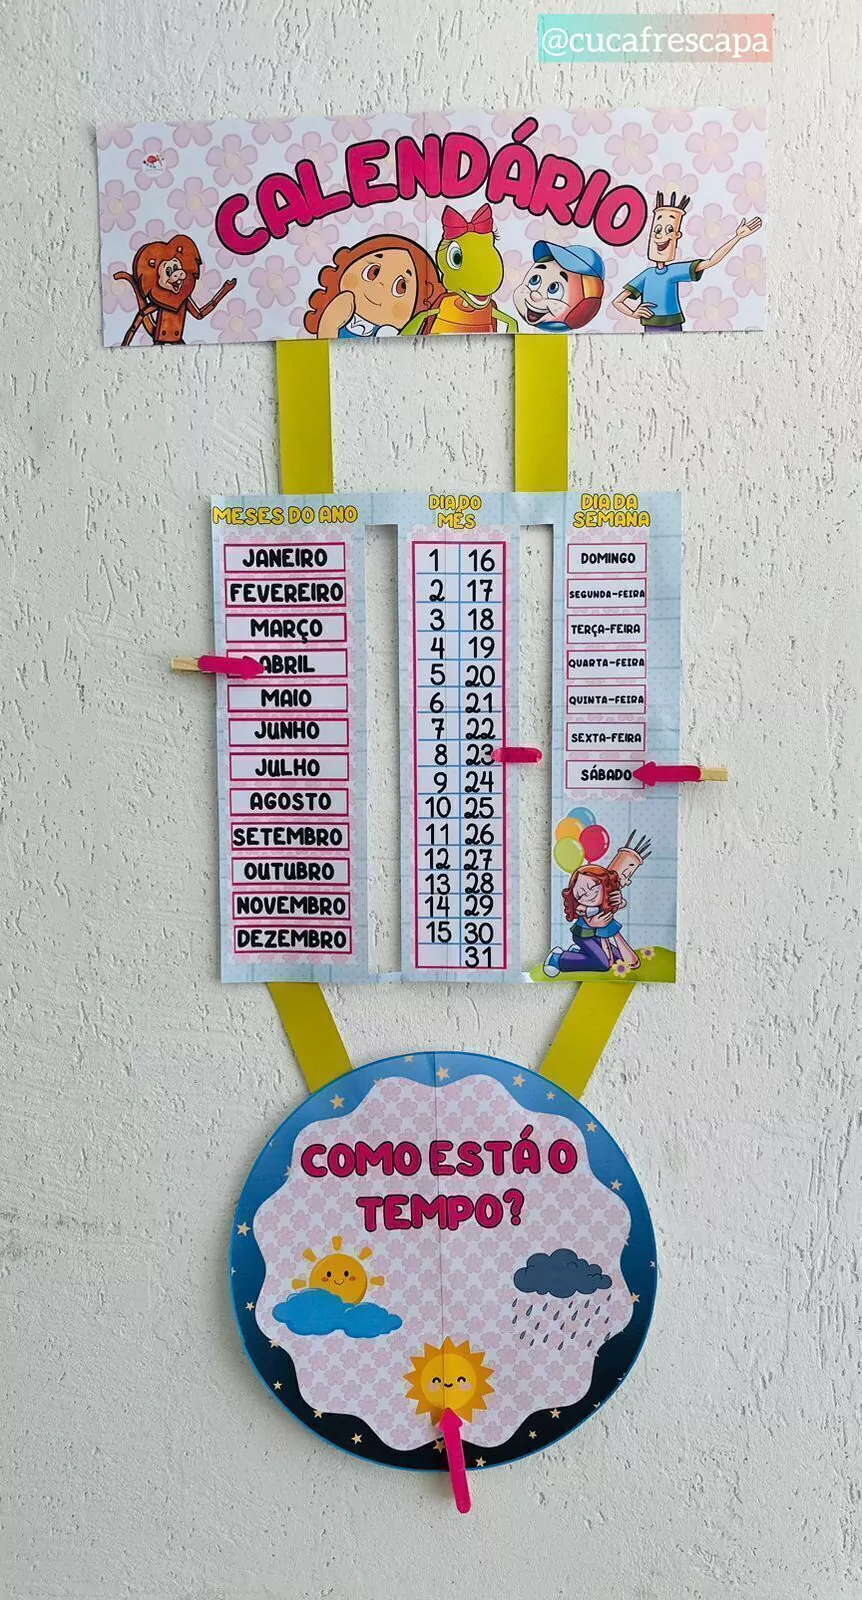 @cucafrescapa
CALENDÁRIO
MESES DO ANO
JANEIRO
FEVEREIRO
MARÇO
ABRIL
MAIO
JUNHO
JULHO
AGOSTO
SETEMBRO
OUTUBRO
NOVEMBRO
DEZEMBRO
DIA DO
MÊS
1 16
2 17
3 18
4 19
5 20
6 21
7 22
8 23
9 24
10 25
11 26
12 27
13 28
14 29
15 30
31
DIA DA
SEMANA
DOMINGO
SEGUNDA-FEIRA
TERÇA-FEIRA
QUARTA-FEIRA
QUINTA-FEIRA
SEXTA-FEIRA
SÁBADO
COMO ESTÁ O
TEMPO?